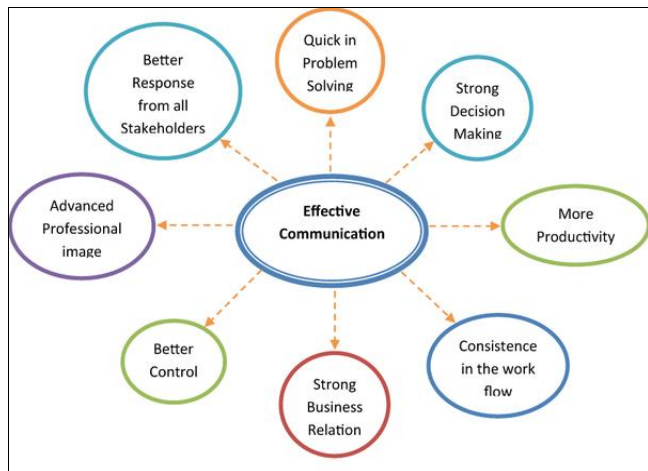 Quick in
Problem
Solving
Better
Response
from all
Stakeholders
Strong
Decision
Making
Advanced
Professional
image
Effective
Communication
More
Productivity
Better
Control
Strong
Business
Relation
Consistence
in the work
flow